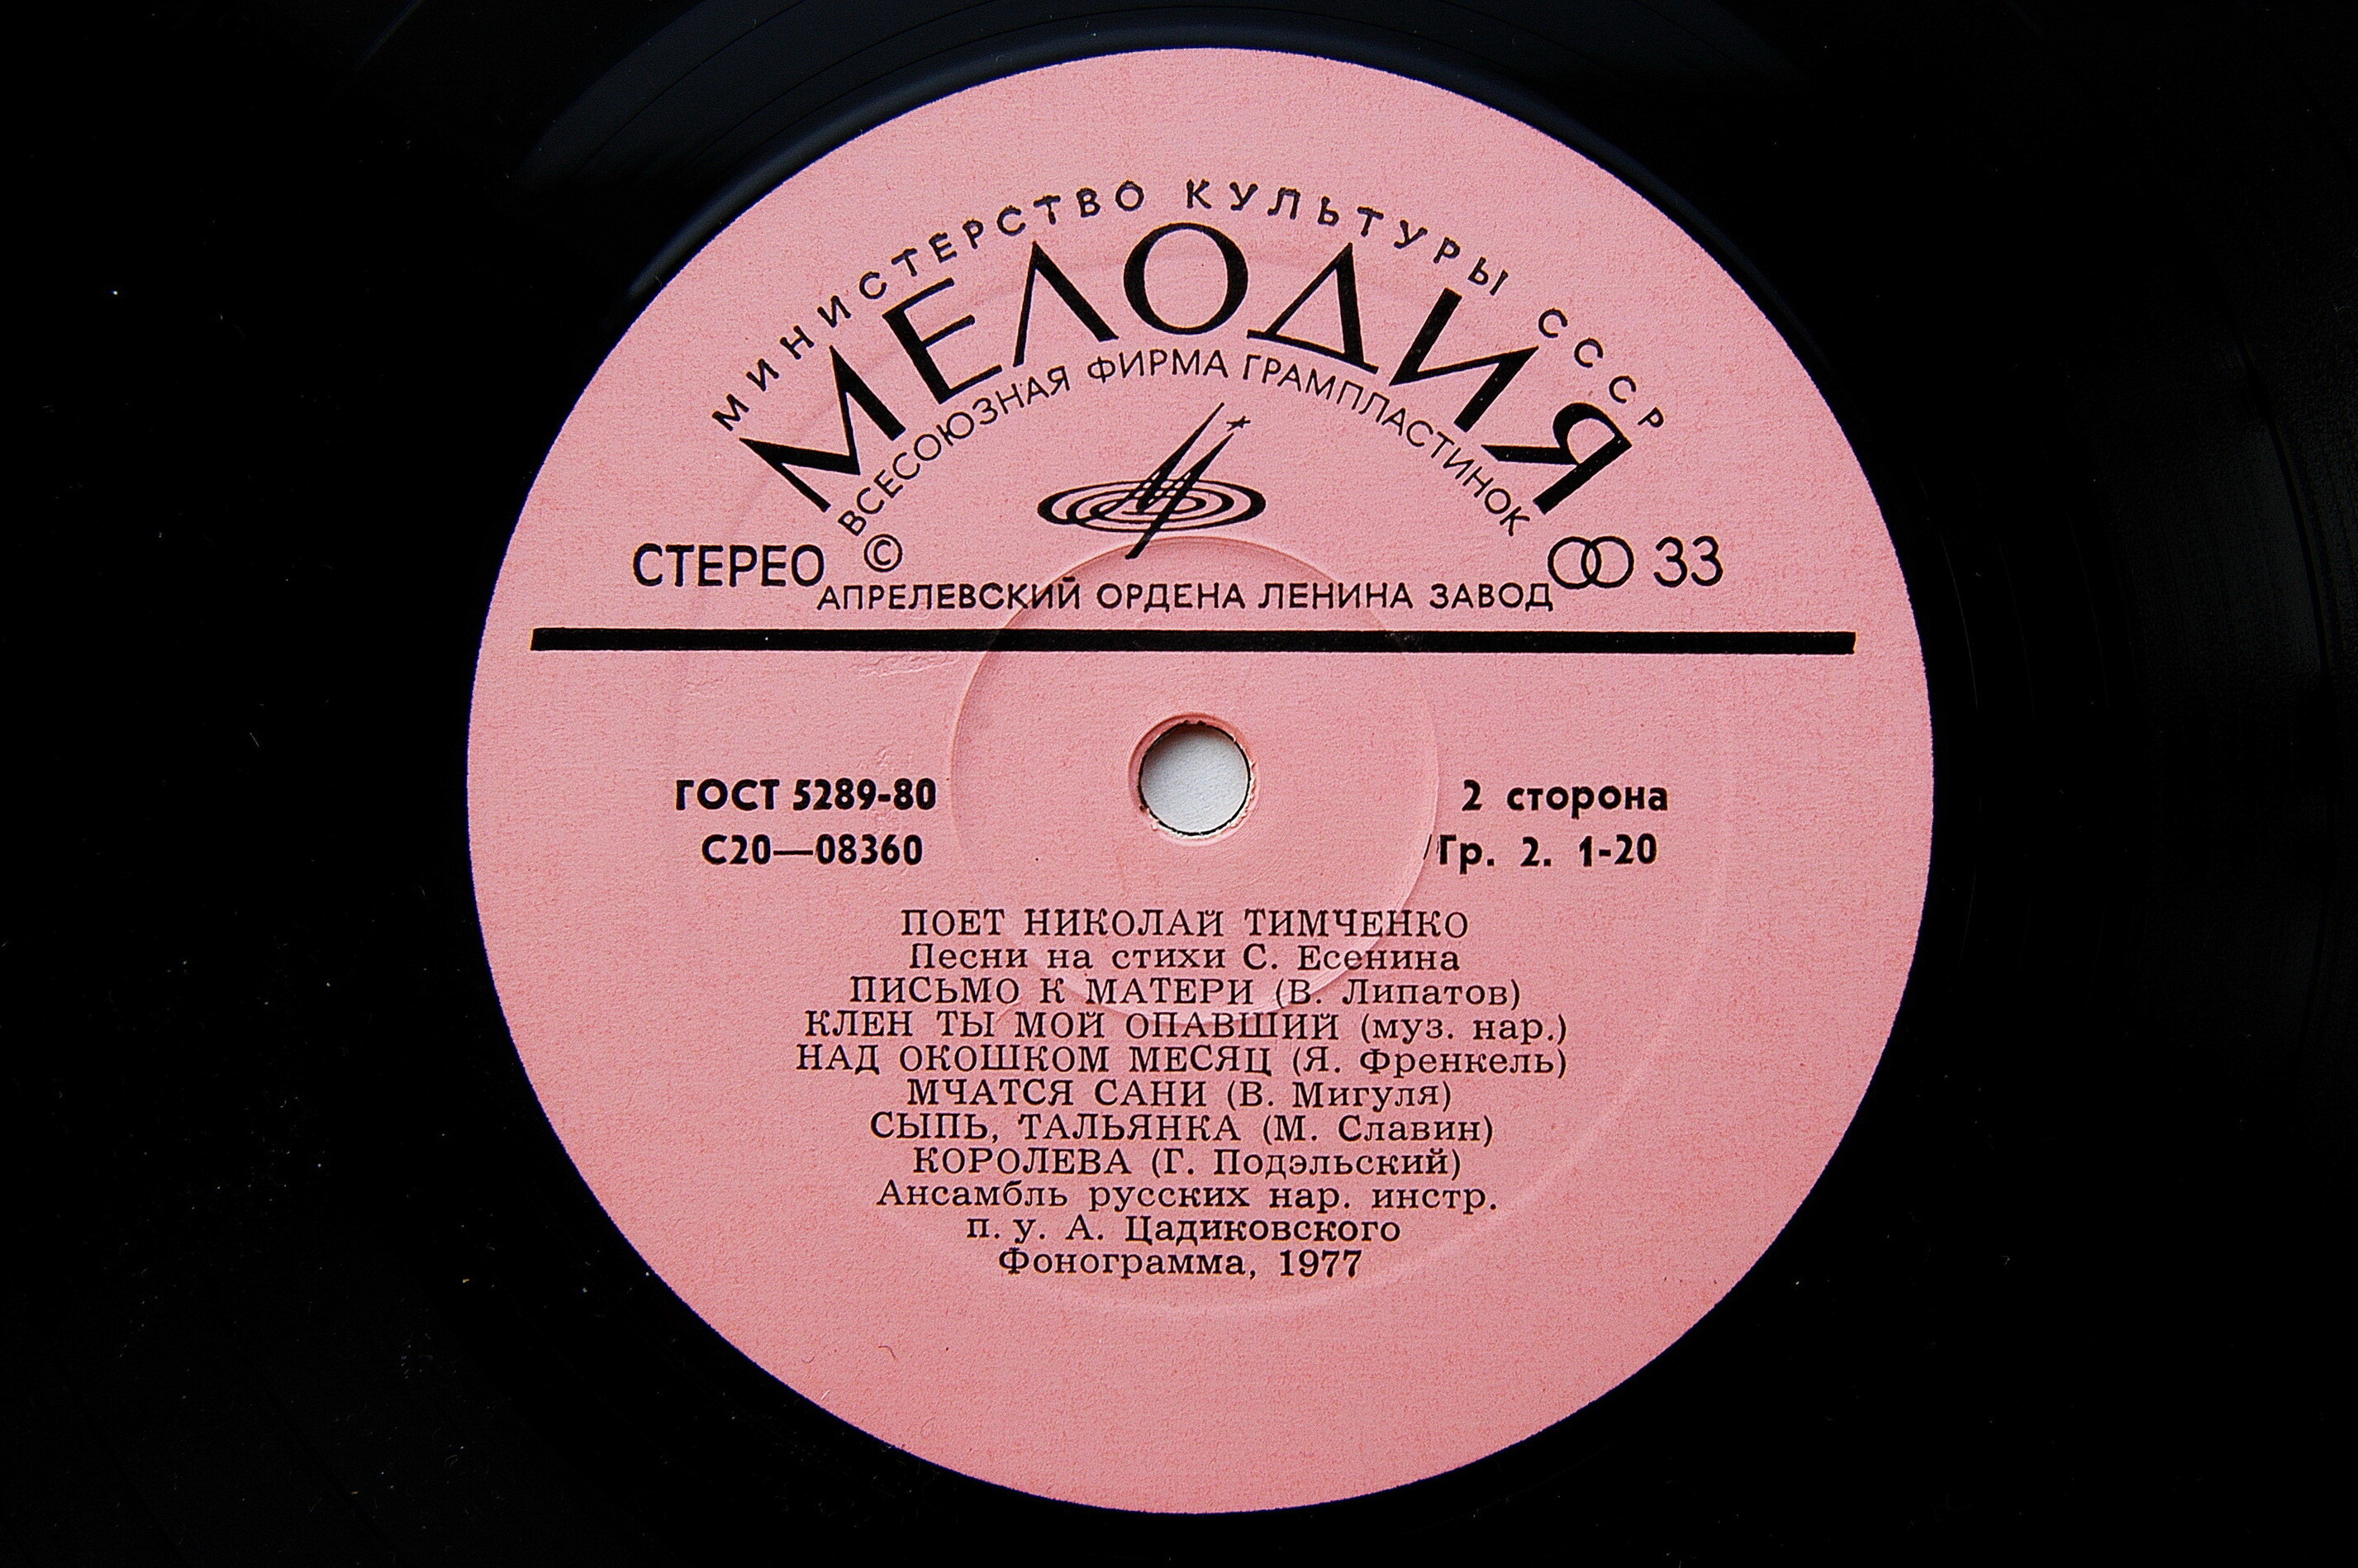 МИНИСТЕРСТВО КУЛЬТУРЫ СССР
МЕЛОДИЯ
ВСЕСОЮЗНАЯ ФИРМА ГРАМПЛАСТИНОК
СТЕРЕО © 33
АПРЕЛЕВСКИЙ ОРДЕНА ЛЕНИНА ЗАВОД
ГОСТ 5289-80 2 сторона
С20—08360 Гр. 2. 1-20
ПОЕТ НИКОЛАЙ ТИМЧЕНКО
Песни на стихи С. Есенина
ПИСЬМО К МАТЕРИ (В. Липатов)
КЛЕН ТЫ МОЙ ОПАВШИЙ (муз. нар.)
НАД ОКОШКОМ МЕСЯЦ (Я. Френкель)
МЧАТСЯ САНИ (В. Мигуля)
СЫПЬ, ТАЛЬЯНКА (М. Славин)
КОРОЛЕВА (Г. Подэльский)
Ансамбль русских нар. инстр.
п. у. А. Цадиковского
Фонограмма, 1977